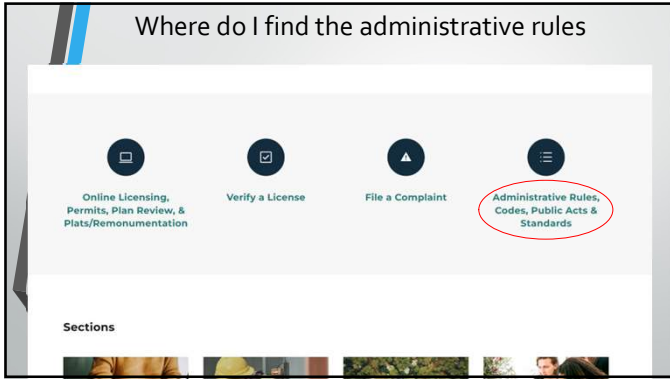 Where do I find the administrative rules
Online Licensing,
Permits, Plan Review, &
Plats/Remonumentation
Verify a License
File a Complaint
Administrative Rules,
Codes, Public Acts &
Standards
Sections